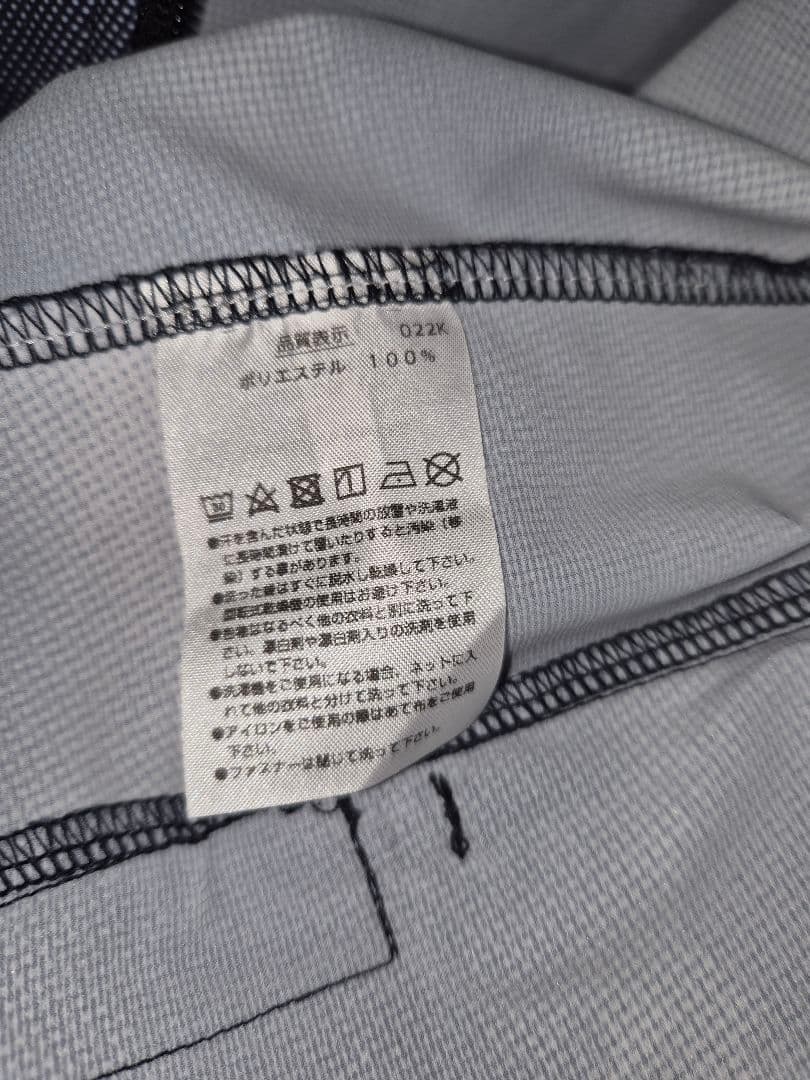 品質表示 022K
ポリエステル 100%
30
●汗を含んだ状態で長時間の放置や洗濯液
に長時間漬けて置いたりすると汚染（移
染）する事があります。
●洗った後はすぐに脱水し乾燥して下さい。
回転式乾燥機の使用はお避け下さい。
●色物はなるべく他の衣料と別に洗って下
さい。漂白剤や漂白剤入りの洗剤を使用
しないで下さい。
●洗濯機をご使用になる場合、ネットに入
れて他の衣料と分けて洗って下さい。
●アイロンをご使用の際はあて布をご使用
下さい。
●ファスナーは閉じて洗って下さい。